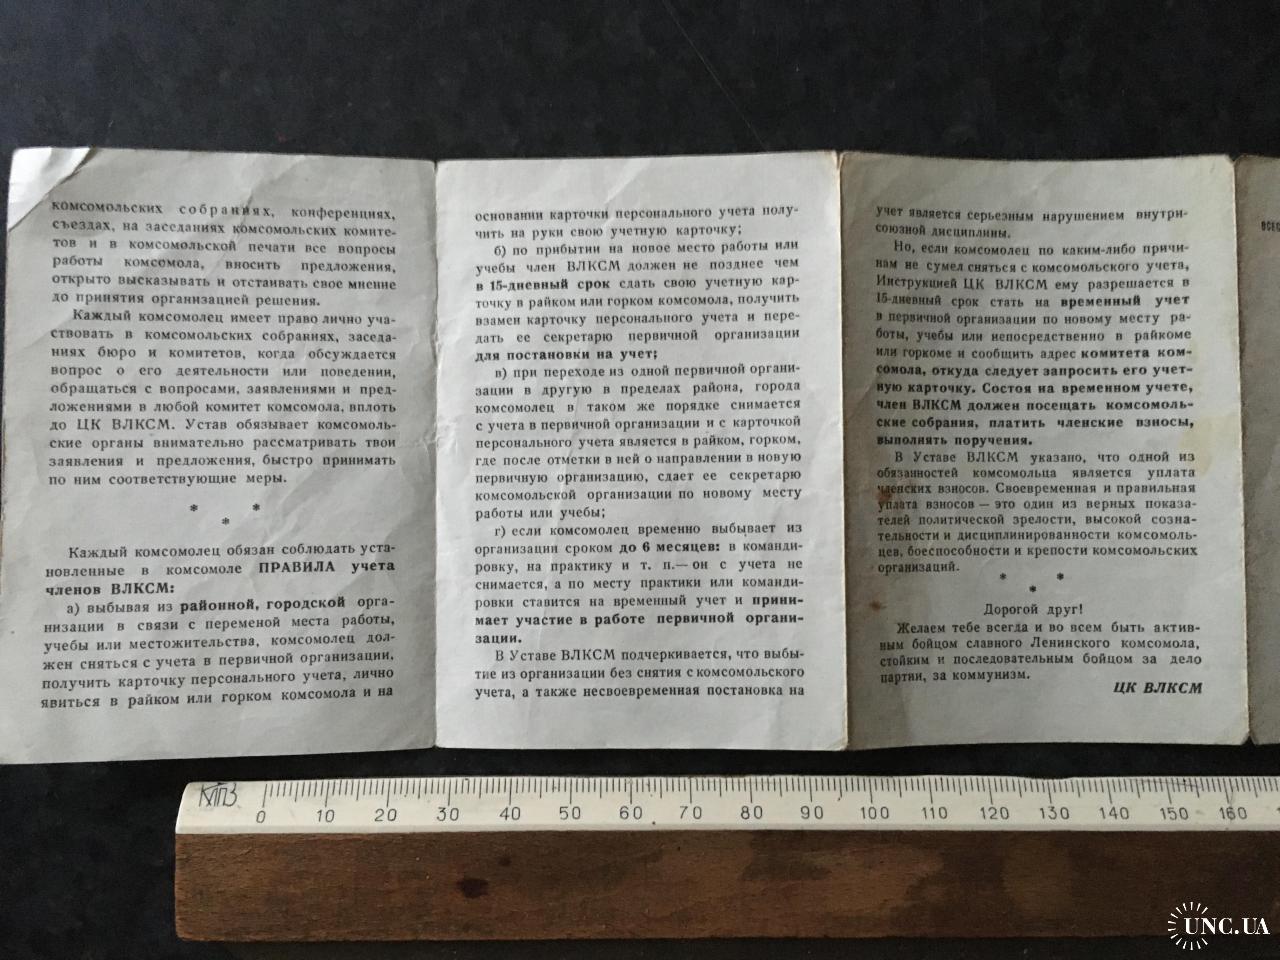 комсомольских собраниях, конференциях,
съездах, на заседаниях комсомольских комите-
тов и в комсомольской печати все вопросы
работы комсомола, вносить предложения,
открыто высказывать и отстаивать свое мнение
до принятия организацией решения.
Каждый комсомолец имеет право лично уча-
ствовать в комсомольских собраниях, заседа-
ниях бюро и комитетов, когда обсуждается
вопрос о его деятельности или поведении,
обращаться с вопросами, заявлениями и пред-
ложениями в любой комитет комсомола, вплоть
до ЦК ВЛКСМ. Устав обязывает комсомоль-
ские органы внимательно рассматривать твои
заявления и предложения, быстро принимать
по ним соответствующие меры.
* *
*
Каждый комсомолец обязан соблюдать уста-
новленные в комсомоле ПРАВИЛА учета
членов ВЛКСМ:
а) выбывая из районной, городской орга-
низации в связи с переменой места работы,
учебы или местожительства, комсомолец дол-
жен сняться с учета в первичной организации,
получить карточку персонального учета, лично
явиться в райком или горком комсомола и на
основании карточки персонального учета полу-
чить на руки свою учетную карточку;
б) по прибытии на новое место работы или
учебы член ВЛКСМ должен не позднее чем
в 15-дневный срок сдать свою учетную кар-
точку в райком или горком комсомола, получить
взамен карточку персонального учета и пере-
дать ее секретарю первичной организации
для постановки на учет;
в) при переходе из одной первичной органи-
зации в другую в пределах района, города
комсомолец в таком же порядке снимается
с учета в первичной организации и с карточкой
персонального учета является в райком, горком,
где после отметки в ней о направлении в новую
первичную организацию, сдает ее секретарю
комсомольской организации по новому месту
работы или учебы;
г) если комсомолец временно выбывает из
организации сроком до 6 месяцев: в команди-
ровку, на практику и т. п.— он с учета не
снимается, а по месту практики или команди-
ровки ставится на временный учет и прини-
мает участие в работе первичной органи-
зации.
В Уставе ВЛКСМ подчеркивается, что выбы-
тие из организации без снятия с комсомольского
учета, а также несвоевременная постановка на
учет является серьезным нарушением внутри-
союзной дисциплины.
Но, если комсомолец по каким-либо причи-
нам не сумел сняться с комсомольского учета,
Инструкцией ЦК ВЛКСМ ему разрешается в
15-дневный срок стать на временный учет
в первичной организации по новому месту ра-
боты, учебы или непосредственно в райкоме
или горкоме и сообщить адрес комитета ком-
сомола, откуда следует запросить его учет-
ную карточку. Состоя на временном учете,
член ВЛКСМ должен посещать комсомоль-
ские собрания, платить членские взносы,
выполнять поручения.
В Уставе ВЛКСМ указано, что одной из
обязанностей комсомольца является уплата
членских взносов. Своевременная и правильная
уплата взносов — это один из верных показа-
телей политической зрелости, высокой созна-
тельности и дисциплинированности комсомоль-
цев, боеспособности и крепости комсомольских
организаций.
* *
*
Дорогой друг!
Желаем тебе всегда и во всем быть актив-
ным бойцом славного Ленинского комсомола,
стойким и последовательным бойцом за дело
партии, за коммунизм.
ЦК ВЛКСМ
ВСЕС
КПВЗ
0 10 20 30 40 50 60 70 80 90 100 110 120 130 140 150 160
UNC.UA